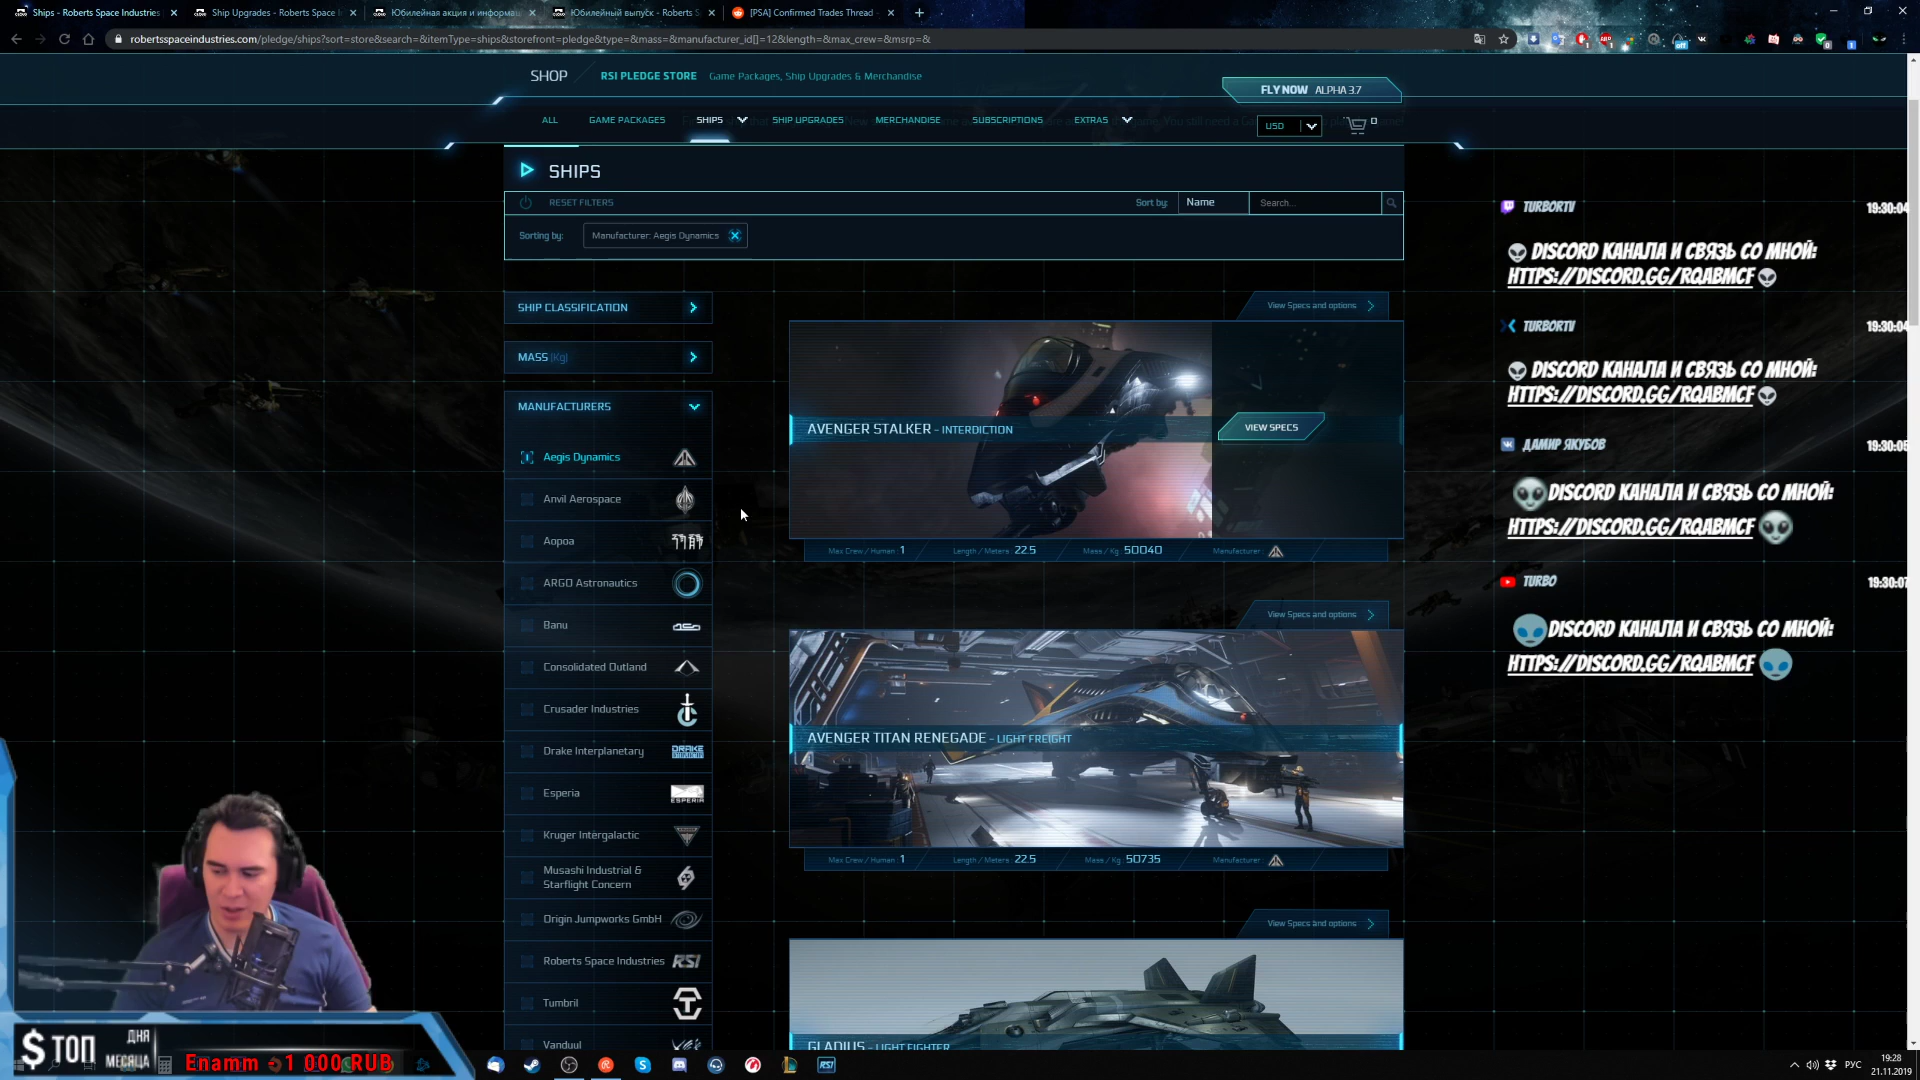 Ships - Roberts Space Industries
Ship Upgrades - Roberts Space I
Юбилейная акция и информац
Юбилейный выпуск - Roberts S
[PSA] Confirmed Trades Thread -
robertsspaceindustries.com/pledge/ships?sort=store&search=&itemType=ships&storefront=pledge&type=&mass=&manufacturer_id[]=12&length=&max_crew=&msrp=&
SHOP
RSI PLEDGE STORE
Game Packages, Ship Upgrades & Merchandise
FLY NOW ALPHA 3.7
ALL
GAME PACKAGES
SHIPS
SHIP UPGRADES
MERCHANDISE
SUBSCRIPTIONS
EXTRAS
USD
0
SHIPS
RESET FILTERS
Sort by:
Name
Search...
Sorting by:
Manufacturer: Aegis Dynamics
SHIP CLASSIFICATION
MASS (Kg)
MANUFACTURERS
Aegis Dynamics
Anvil Aerospace
Aopoa
ARGO Astronautics
Banu
Consolidated Outland
Crusader Industries
Drake Interplanetary
DRAKE
Esperia
ESPERIA
Kruger Intergalactic
Musashi Industrial &
Starflight Concern
Origin Jumpworks GmbH
Roberts Space Industries
RSI
Tumbril
Vanduul
View Specs and options
AVENGER STALKER - INTERDICTION
VIEW SPECS
Max Crew / Human: 1
Length / Meters: 22.5
Mass / Kg: 50040
Manufacturer:
View Specs and options
AVENGER TITAN RENEGADE - LIGHT FREIGHT
Max Crew / Human: 1
Length / Meters: 22.5
Mass / Kg: 50735
Manufacturer:
View Specs and options
GLADIUS - LIGHT FIGHTER
TURBORTV
19:30:04
DISCORD КАНАЛА И СВЯЗЬ СО МНОЙ:
HTTPS://DISCORD.GG/RQABMCF
TURBORTV
19:30:04
DISCORD КАНАЛА И СВЯЗЬ СО МНОЙ:
HTTPS://DISCORD.GG/RQABMCF
ДАМИР ЯКУБОВ
19:30:05
DISCORD КАНАЛА И СВЯЗЬ СО МНОЙ:
HTTPS://DISCORD.GG/RQABMCF
TURBO
19:30:07
DISCORD КАНАЛА И СВЯЗЬ СО МНОЙ:
HTTPS://DISCORD.GG/RQABMCF
$ ТОП
ДНЯ
МЕСЯЦА
Enamm - 1 000 RUB
RSI
РУС
19:28
21.11.2019